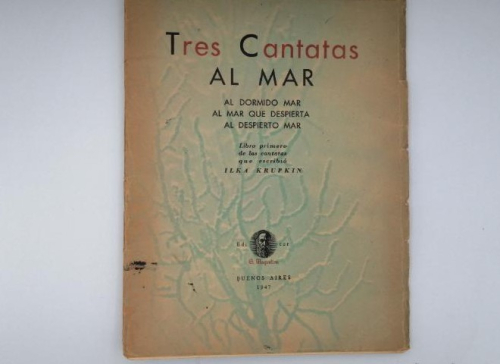 Tres Cantatas
AL MAR
AL DORMIDO MAR
AL MAR QUE DESPIERTA
AL DESPIERTO MAR
Libro primero
de las cantatas
que escribió
ILKA KRUPKIN
BUENOS AIRES
1947